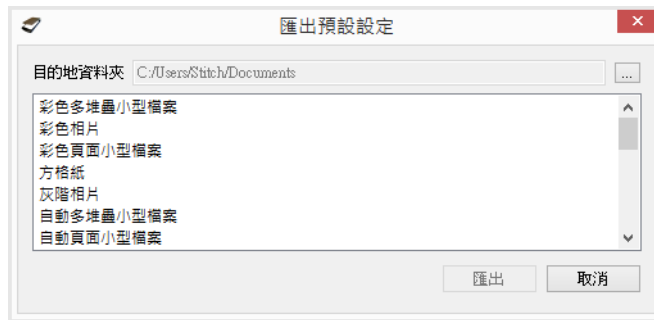 匯出預設設定
目的地資料夾 C:/Users/Stitch/Documents ...
彩色多堆疊小型檔案
彩色相片
彩色頁面小型檔案
方格紙
灰階相片
自動多堆疊小型檔案
自動頁面小型檔案
匯出 取消